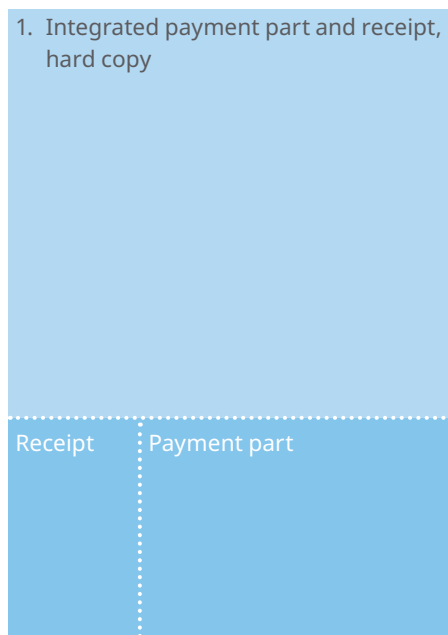 1. Integrated payment part and receipt,
hard copy
Receipt
Payment part